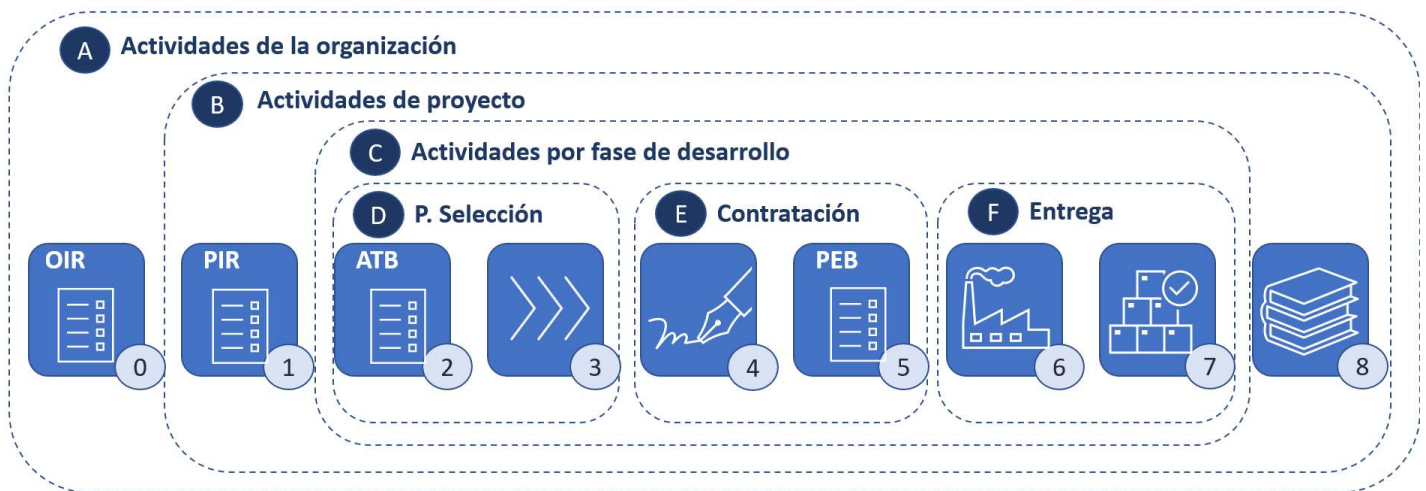 A Actividades de la organización
B Actividades de proyecto
C Actividades por fase de desarrollo
D P. Selección
E Contratación
F Entrega
OIR
PIR
ATB
PEB
0
1
2
3
4
5
6
7
8